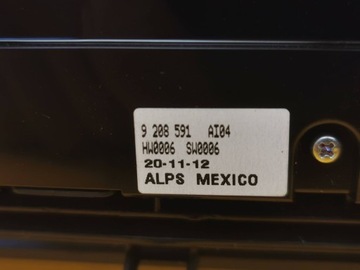 9 208 591 AI04
HW0006 SW0006
20-11-12
ALPS MEXICO